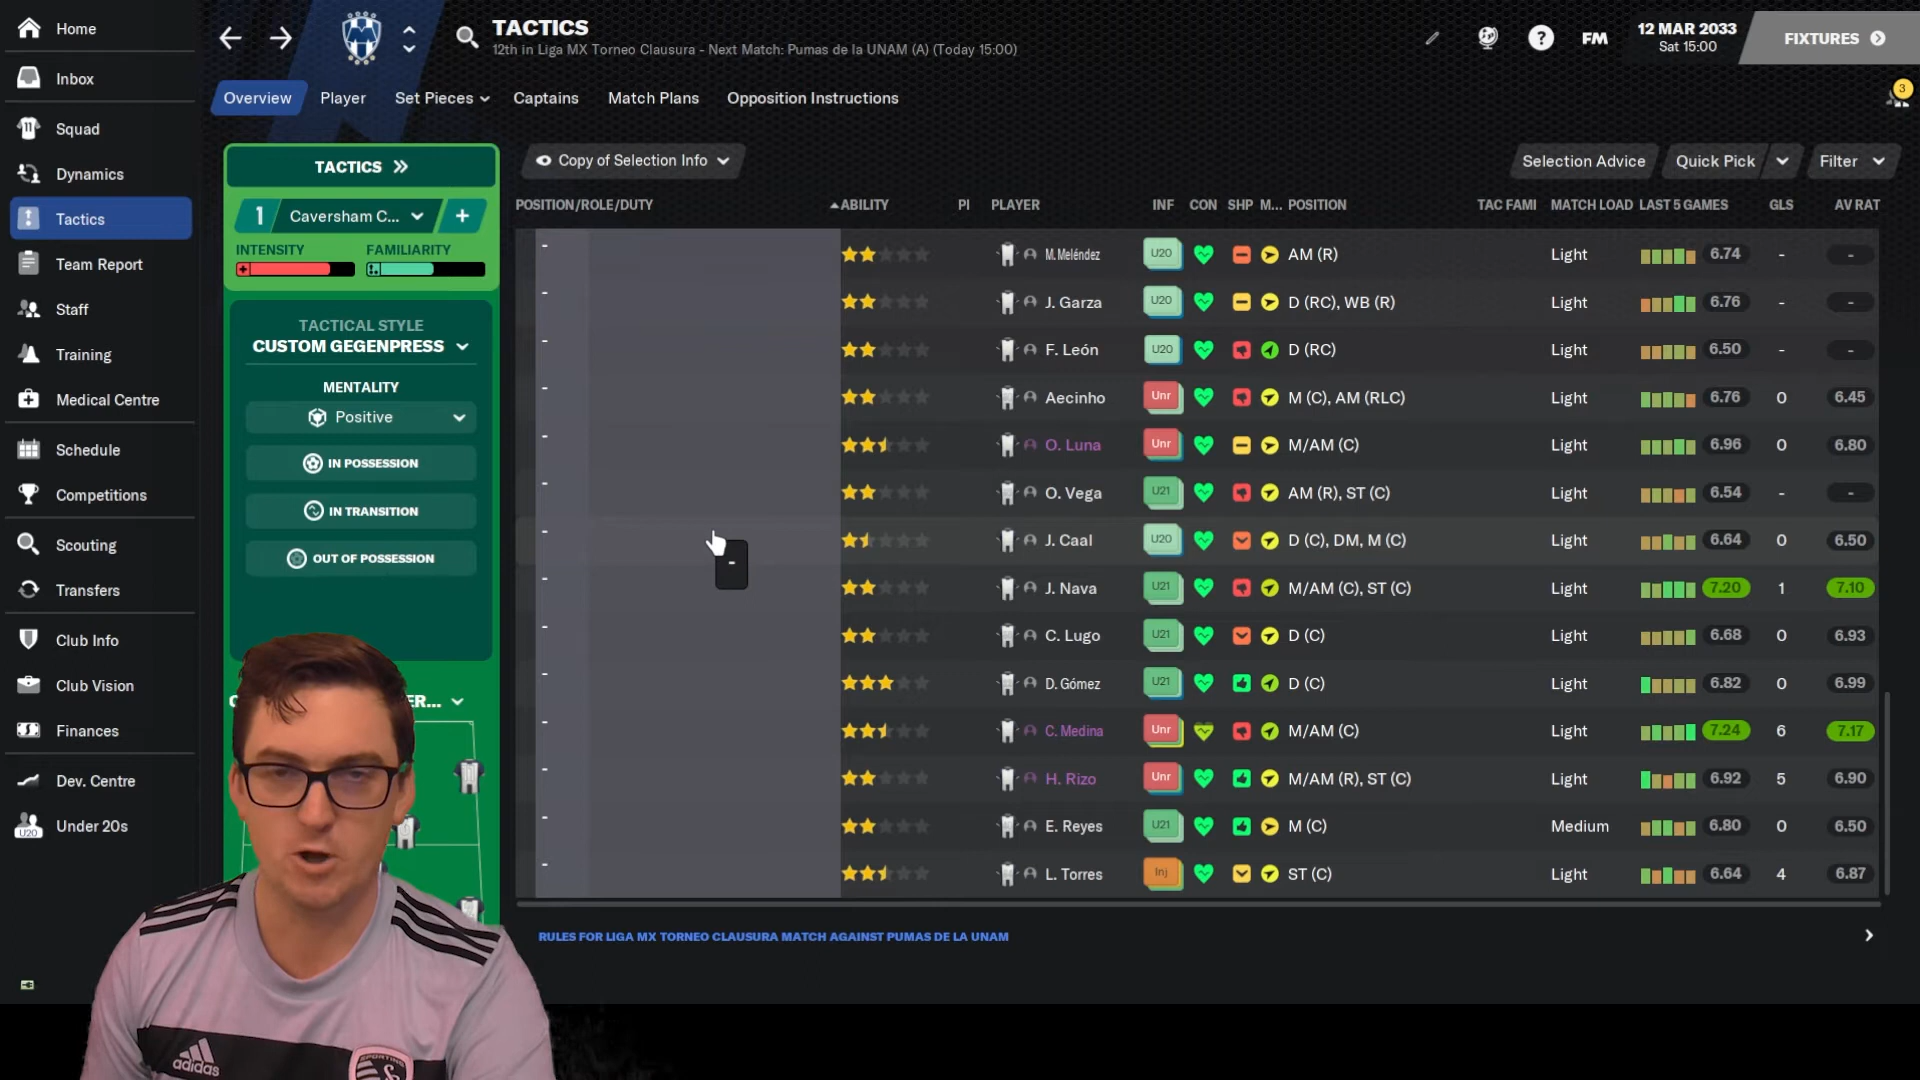 Home
Inbox
Squad
Dynamics
Tactics
Team Report
Staff
Training
Medical Centre
Schedule
Competitions
Scouting
Transfers
Club Info
Club Vision
Finances
Dev. Centre
U20 Under 20s
TACTICS
12th in Liga MX Torneo Clausura - Next Match: Pumas de la UNAM (A) (Today 15:00)
? FM
12 MAR 2033
Sat 15:00
FIXTURES
3
Overview Player Set Pieces Captains Match Plans Opposition Instructions
TACTICS
1 Caversham C... +
INTENSITY FAMILIARITY
TACTICAL STYLE
CUSTOM GEGENPRESS
MENTALITY
Positive
IN POSSESSION
IN TRANSITION
OUT OF POSSESSION
ER...
Copy of Selection Info
Selection Advice Quick Pick Filter
POSITION/ROLE/DUTY ABILITY PI PLAYER INF CON SHP M... POSITION TAC FAMI MATCH LOAD LAST 5 GAMES GLS AV RAT
- M. Meléndez U20 AM (R) Light 6.74 - -
- J. Garza U20 D (RC), WB (R) Light 6.76 - -
- F. León U20 D (RC) Light 6.50 - -
- Aecinho Unr M (C), AM (RLC) Light 6.76 0 6.45
- O. Luna Unr M/AM (C) Light 6.96 0 6.80
- O. Vega U21 AM (R), ST (C) Light 6.54 - -
- J. Caal U20 D (C), DM, M (C) Light 6.64 0 6.50
-
- J. Nava U21 M/AM (C), ST (C) Light 7.20 1 7.10
- C. Lugo U21 D (C) Light 6.68 0 6.93
- D. Gómez U21 D (C) Light 6.82 0 6.99
- C. Medina Unr M/AM (C) Light 7.24 6 7.17
- H. Rizo Unr M/AM (R), ST (C) Light 6.92 5 6.90
- E. Reyes U21 M (C) Medium 6.80 0 6.50
- L. Torres Inj ST (C) Light 6.64 4 6.87
RULES FOR LIGA MX TORNEO CLAUSURA MATCH AGAINST PUMAS DE LA UNAM
adidas
SPORTING